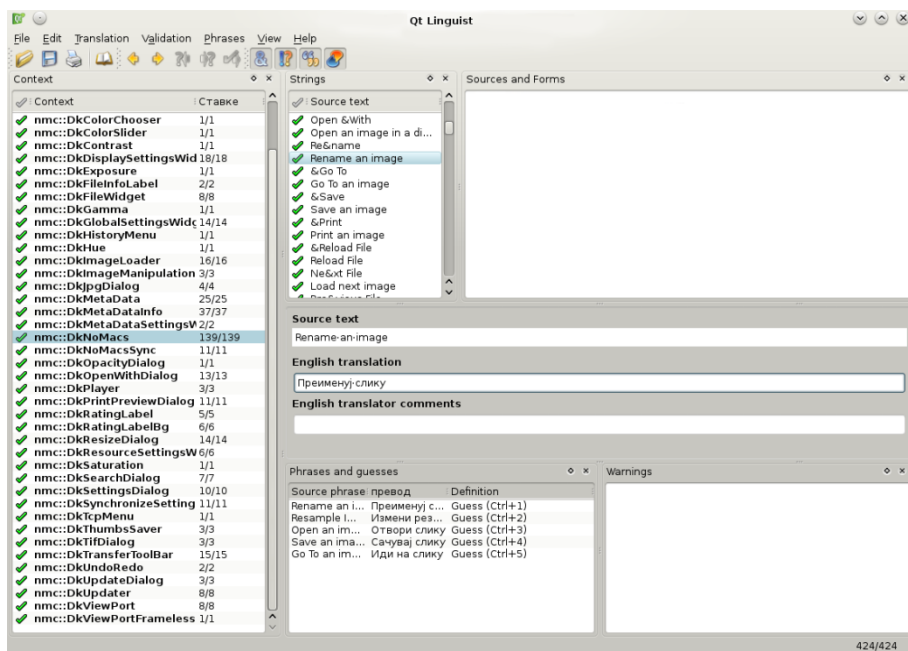 Qt Linguist
File Edit Translation Validation Phrases View Help
Context
Context Ставке
nmc::DkColorChooser 1/1
nmc::DkColorSlider 1/1
nmc::DkContrast 1/1
nmc::DkDisplaySettingsWid 18/18
nmc::DkExposure 1/1
nmc::DkFileInfoLabel 2/2
nmc::DkFileWidget 8/8
nmc::DkGamma 1/1
nmc::DkGlobalSettingsWidg 14/14
nmc::DkHistoryMenu 1/1
nmc::DkHue 1/1
nmc::DkImageLoader 16/16
nmc::DkImageManipulation 3/3
nmc::DkJpgDialog 4/4
nmc::DkMetaData 25/25
nmc::DkMetaDataInfo 37/37
nmc::DkMetaDataSettingsW 2/2
nmc::DkNoMacs 139/139
nmc::DkNoMacsSync 11/11
nmc::DkOpacityDialog 1/1
nmc::DkOpenWithDialog 13/13
nmc::DkPlayer 3/3
nmc::DkPrintPreviewDialog 11/11
nmc::DkRatingLabel 5/5
nmc::DkRatingLabelBg 6/6
nmc::DkResizeDialog 14/14
nmc::DkResourceSettingsW 6/6
nmc::DkSaturation 1/1
nmc::DkSearchDialog 7/7
nmc::DkSettingsDialog 10/10
nmc::DkSynchronizeSetting 11/11
nmc::DkTcpMenu 1/1
nmc::DkThumbsSaver 3/3
nmc::DkTifDialog 3/3
nmc::DkTransferToolBar 15/15
nmc::DkUndoRedo 2/2
nmc::DkUpdateDialog 3/3
nmc::DkUpdater 8/8
nmc::DkViewPort 8/8
nmc::DkViewPortFrameless 1/1
Strings
Source text
Open &With
Open an image in a di...
Re&name
Rename an image
&Go To
Go To an image
&Save
Save an image
&Print
Print an image
&Reload File
Reload File
Ne&xt File
Load next image
Sources and Forms
Source text
Rename·an·image
English translation
Преименуј·слику
English translator comments
Phrases and guesses
Source phrase превод Definition
Rename an i... Преименуј с... Guess (Ctrl+1)
Resample I... Измени рез... Guess (Ctrl+2)
Open an im... Отвори слику Guess (Ctrl+3)
Save an ima... Сачувај слику Guess (Ctrl+4)
Go To an im... Иди на слику Guess (Ctrl+5)
Warnings
424/424